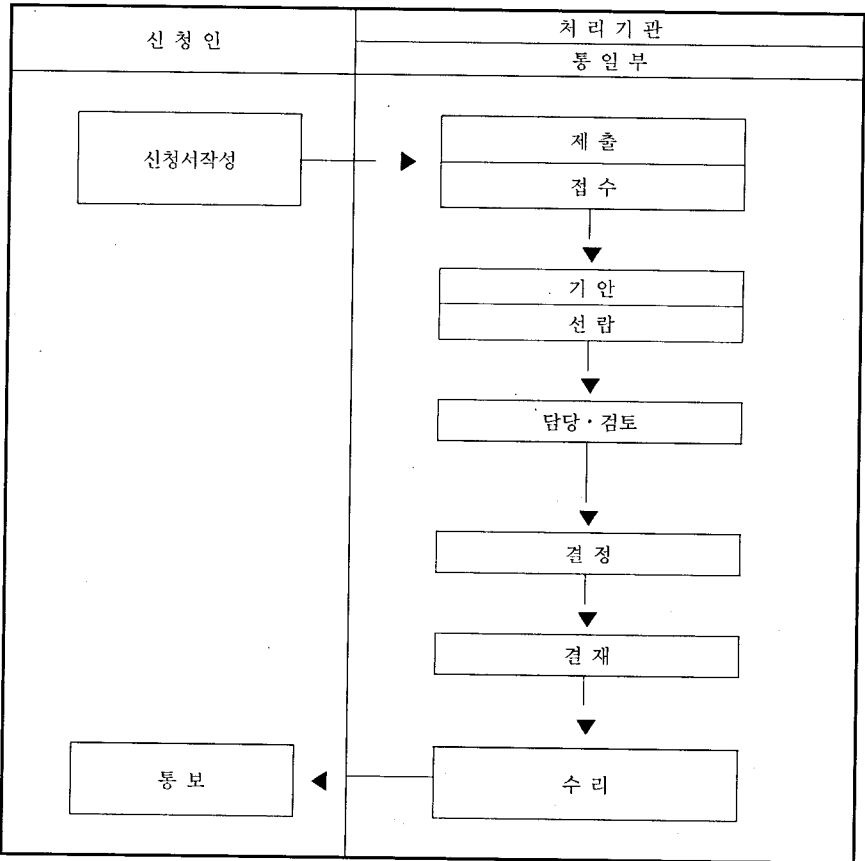 신 청 인
처 리 기 관
통 일 부
신청서작성
제 출
접 수
기 안
선 람
담당・검토
결 정
결 재
수 리
통 보